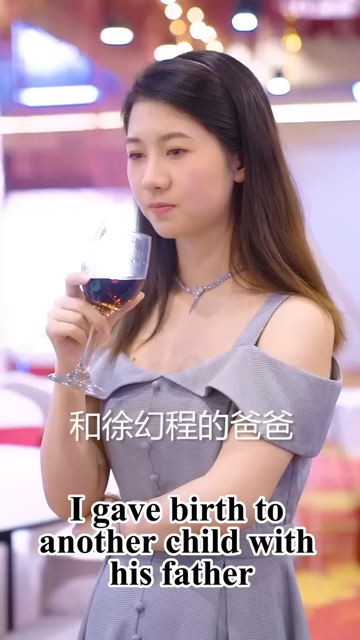 和徐幻程的爸爸
I gave birth to
another child with
his father